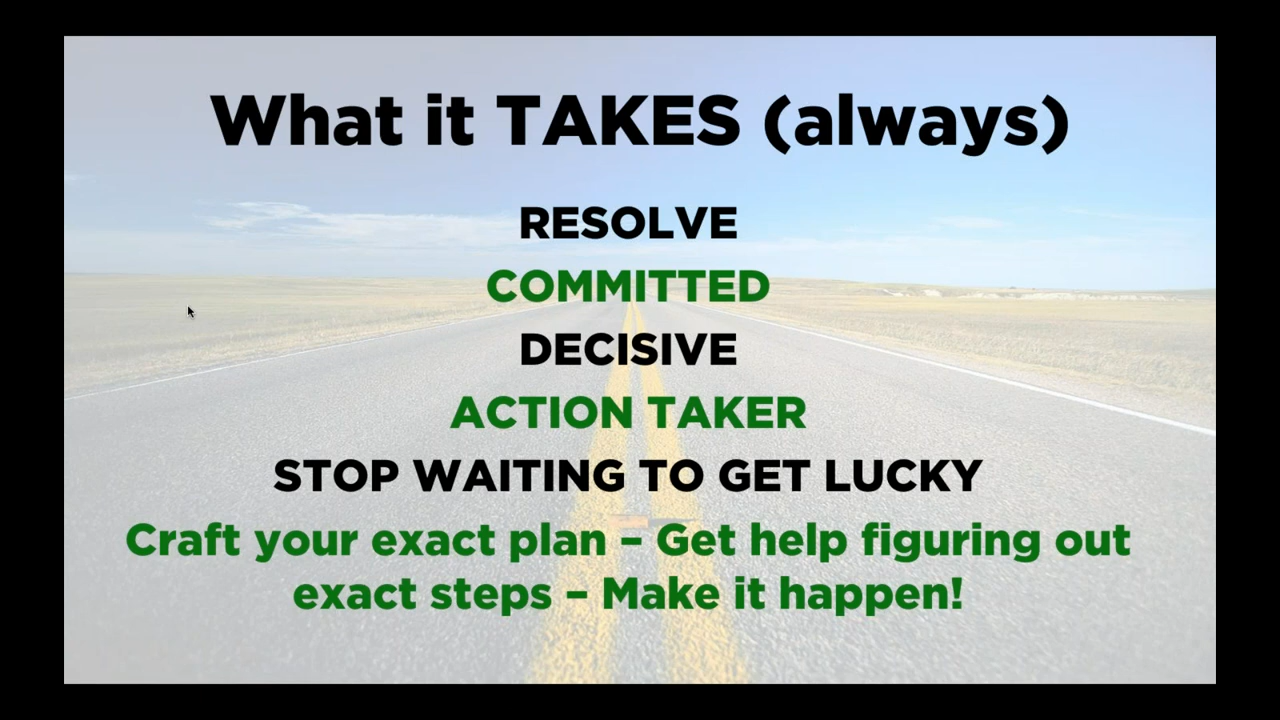 What it TAKES (always)
RESOLVE
COMMITTED
DECISIVE
ACTION TAKER
STOP WAITING TO GET LUCKY
Craft your exact plan – Get help figuring out
exact steps – Make it happen!